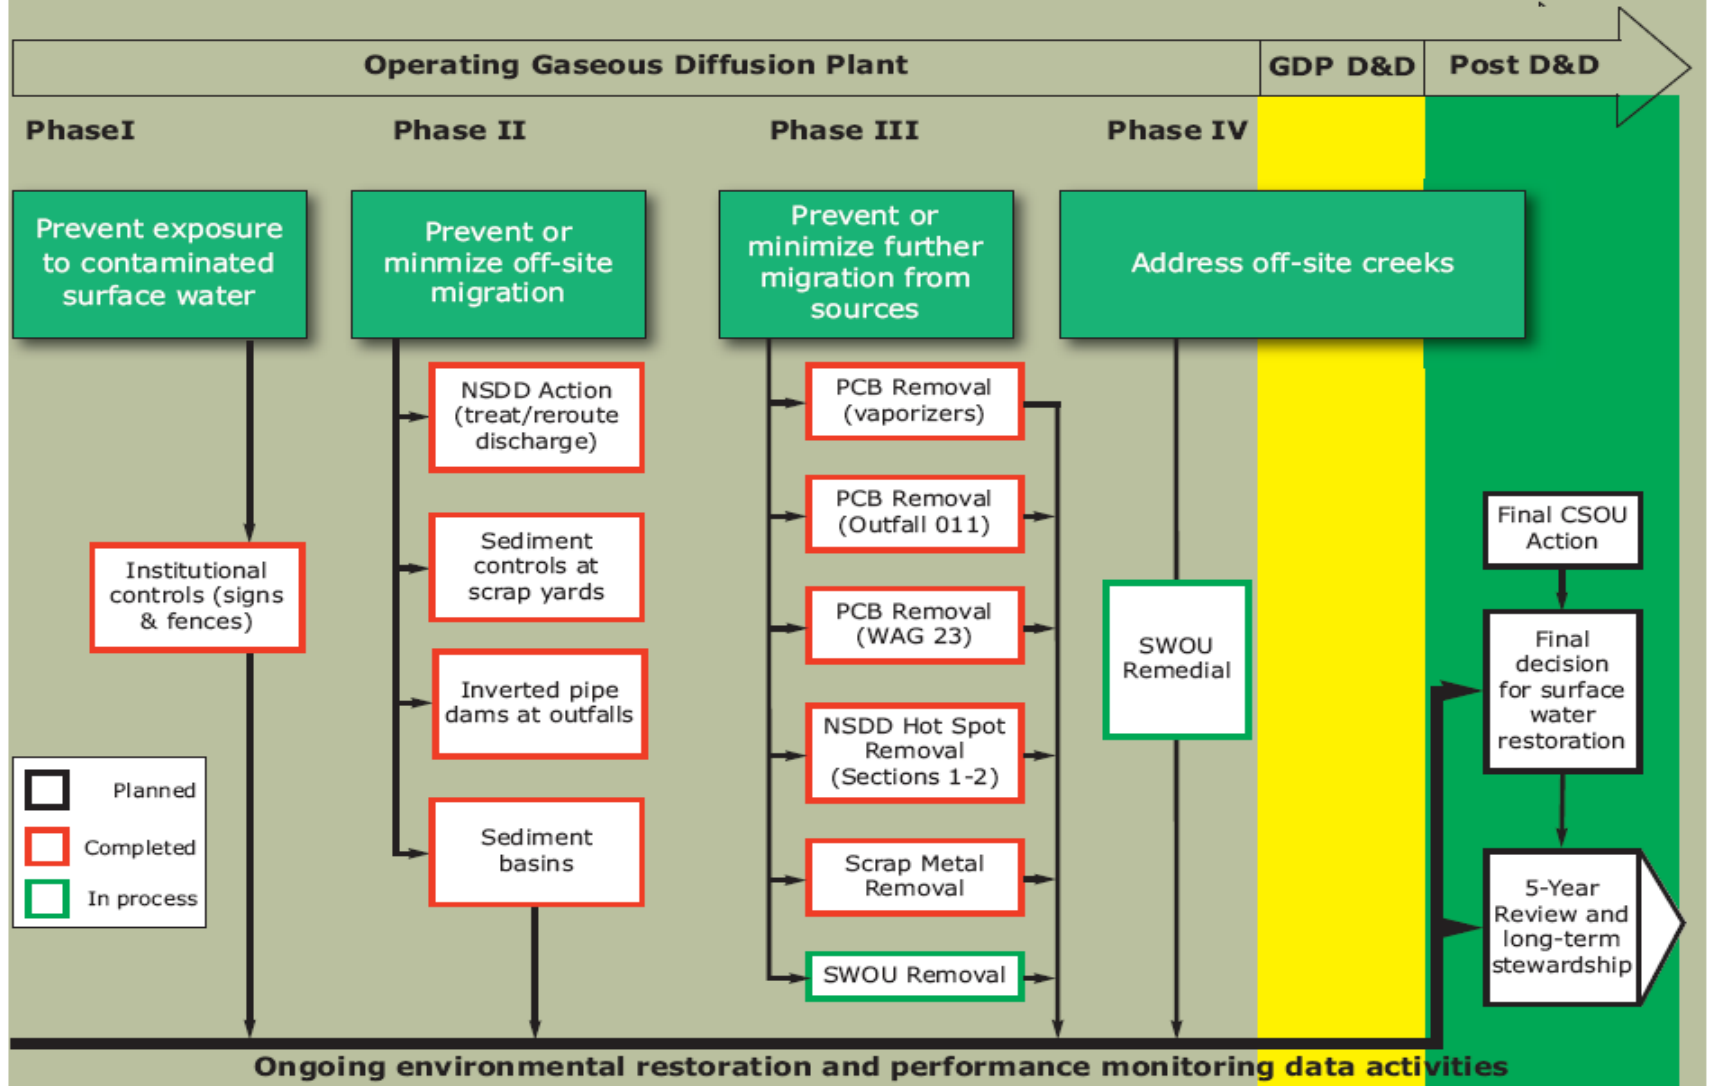 Operating Gaseous Diffusion Plant
GDP D&D
Post D&D
PhaseI
Phase II
Phase III
Phase IV
Prevent exposure
to contaminated
surface water
Prevent or
minmize off-site
migration
Prevent or
minimize further
migration from
sources
Address off-site creeks
Institutional
controls (signs
& fences)
NSDD Action
(treat/reroute
discharge)
Sediment
controls at
scrap yards
Inverted pipe
dams at outfalls
Sediment
basins
PCB Removal
(vaporizers)
PCB Removal
(Outfall 011)
PCB Removal
(WAG 23)
NSDD Hot Spot
Removal
(Sections 1-2)
Scrap Metal
Removal
SWOU Removal
SWOU
Remedial
Final CSOU
Action
Final
decision
for surface
water
restoration
5-Year
Review and
long-term
stewardship
Planned
Completed
In process
Ongoing environmental restoration and performance monitoring data activities